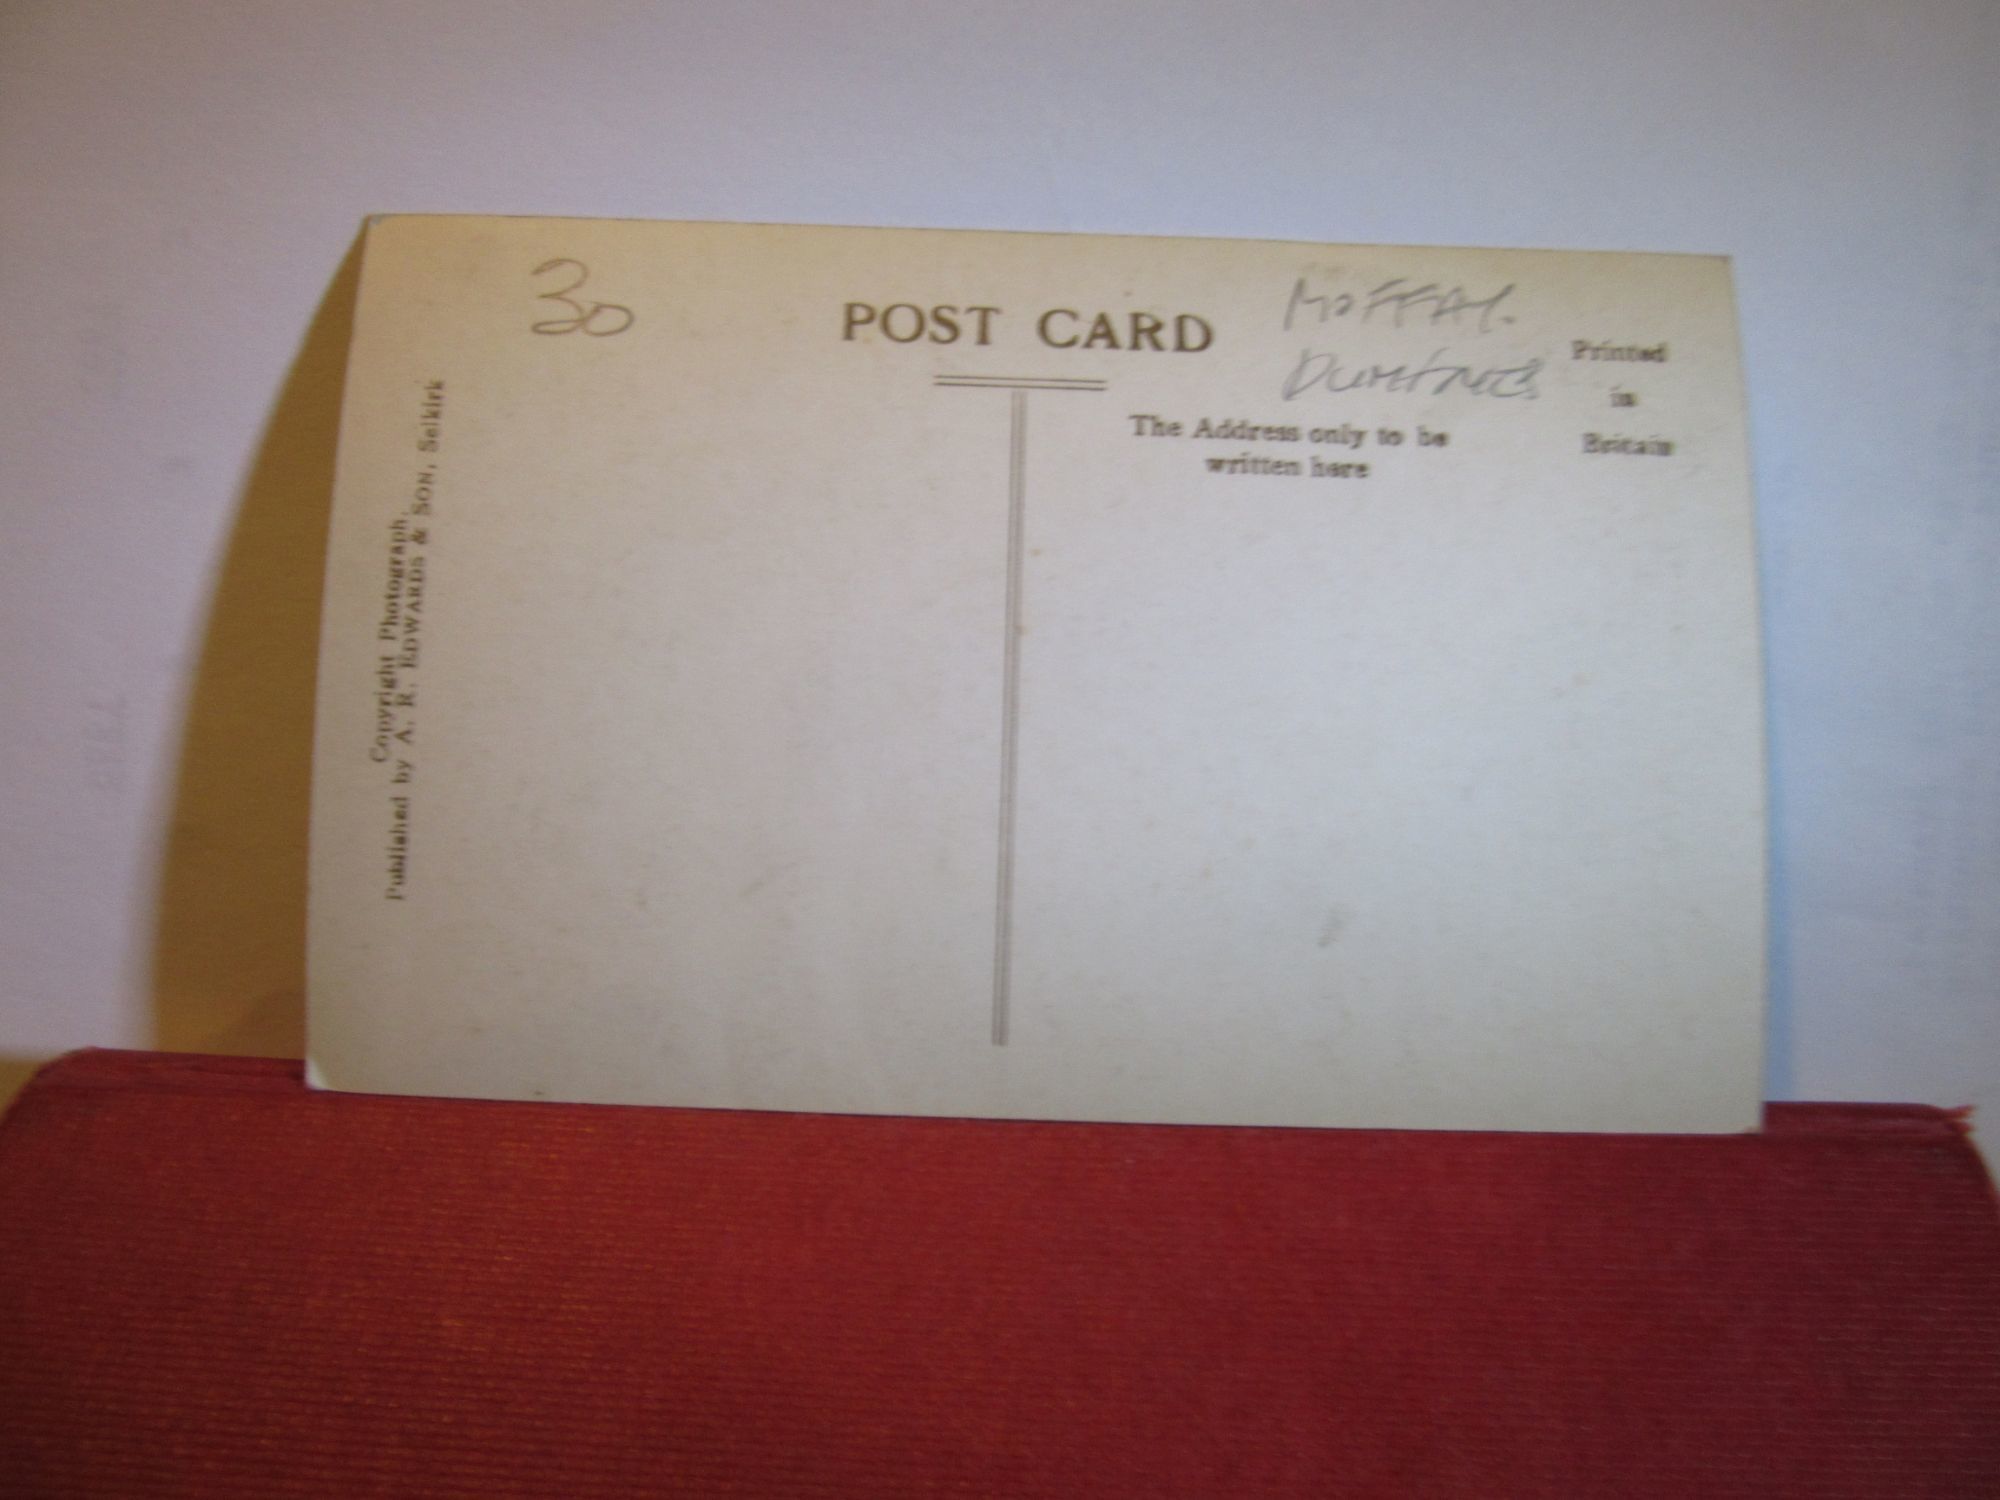 30
POST CARD
Moffat.
Dumfries
Printed
in
Britain
The Address only to be
written here
Copyright Photograph,
Published by A. R. EDWARDS & SON, Selkirk